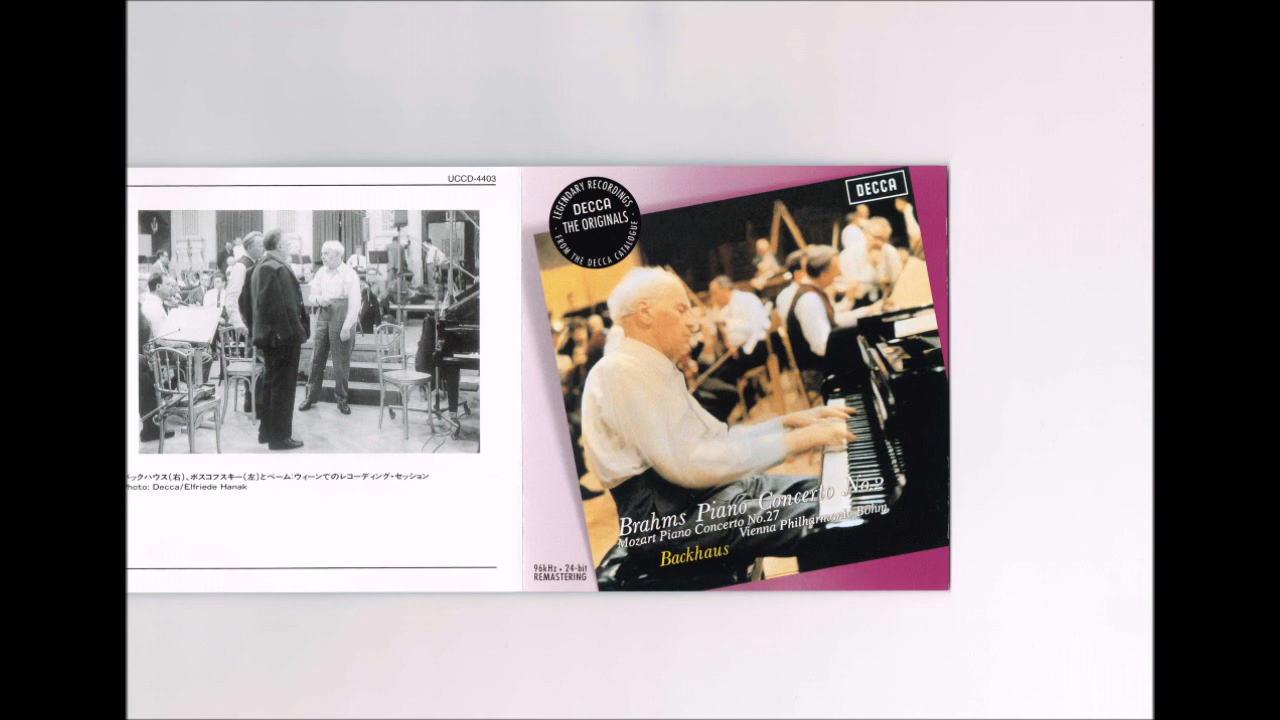 UCCD-4403
ックハウス(右)、ボスコフスキー(左)とベーム:ウィーンでのレコーディング・セッション
hoto: Decca/Elfriede Hanak
LEGENDARY RECORDINGS
DECCA
THE ORIGINALS
FROM THE DECCA CATALOGUE
DECCA
Brahms Piano Concerto No.2
Mozart Piano Concerto No.27
Vienna Philharmonic, Böhm
Backhaus
96kHz • 24-bit
REMASTERING